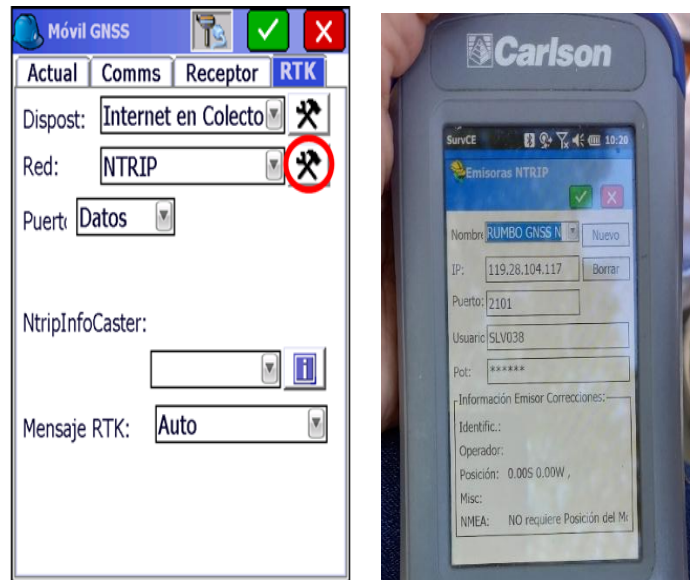 Móvil GNSS
Actual Comms Receptor RTK
Dispost: Internet en Colecto
Red: NTRIP
Puert Datos
NtripInfoCaster:
i
Mensaje RTK: Auto
Carlson
SurvCE 10:20
Emisoras NTRIP
Nombre RUMBO GNSS N Nuevo
IP: 119.28.104.117 Borrar
Puerto: 2101
Usuario SLV038
Pot: ******
Información Emisor Correcciones:
Identific.:
Operador:
Posición: 0.00S 0.00W ,
Misc:
NMEA: NO requiere Posición del Mo